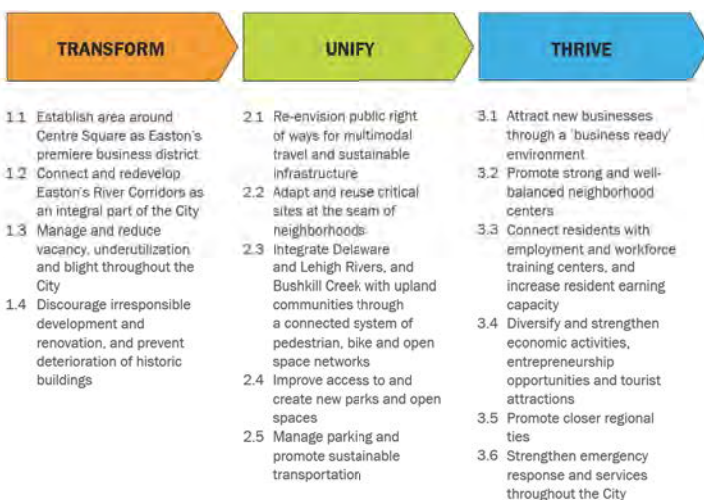 TRANSFORM
1.1 Establish area around
Centre Square as Easton's
premiere business district
1.2 Connect and redevelop
Easton's River Corridors as
an integral part of the City
1.3 Manage and reduce
vacancy, underutilization
and blight throughout the
City
1.4 Discourage irresponsible
development and
renovation, and prevent
deterioration of historic
buildings
UNIFY
2.1 Re-envision public right
of ways for multimodal
travel and sustainable
infrastructure
2.2 Adapt and reuse critical
sites at the seam of
neighborhoods
2.3 Integrate Delaware
and Lehigh Rivers, and
Bushkill Creek with upland
communities through
a connected system of
pedestrian, bike and open
space networks
2.4 Improve access to and
create new parks and open
spaces
2.5 Manage parking and
promote sustainable
transportation
THRIVE
3.1 Attract new businesses
through a 'business ready'
environment
3.2 Promote strong and well-
balanced neighborhood
centers
3.3 Connect residents with
employment and workforce
training centers, and
increase resident earning
capacity
3.4 Diversify and strengthen
economic activities,
entrepreneurship
opportunities and tourist
attractions
3.5 Promote closer regional
ties
3.6 Strengthen emergency
response and services
throughout the City